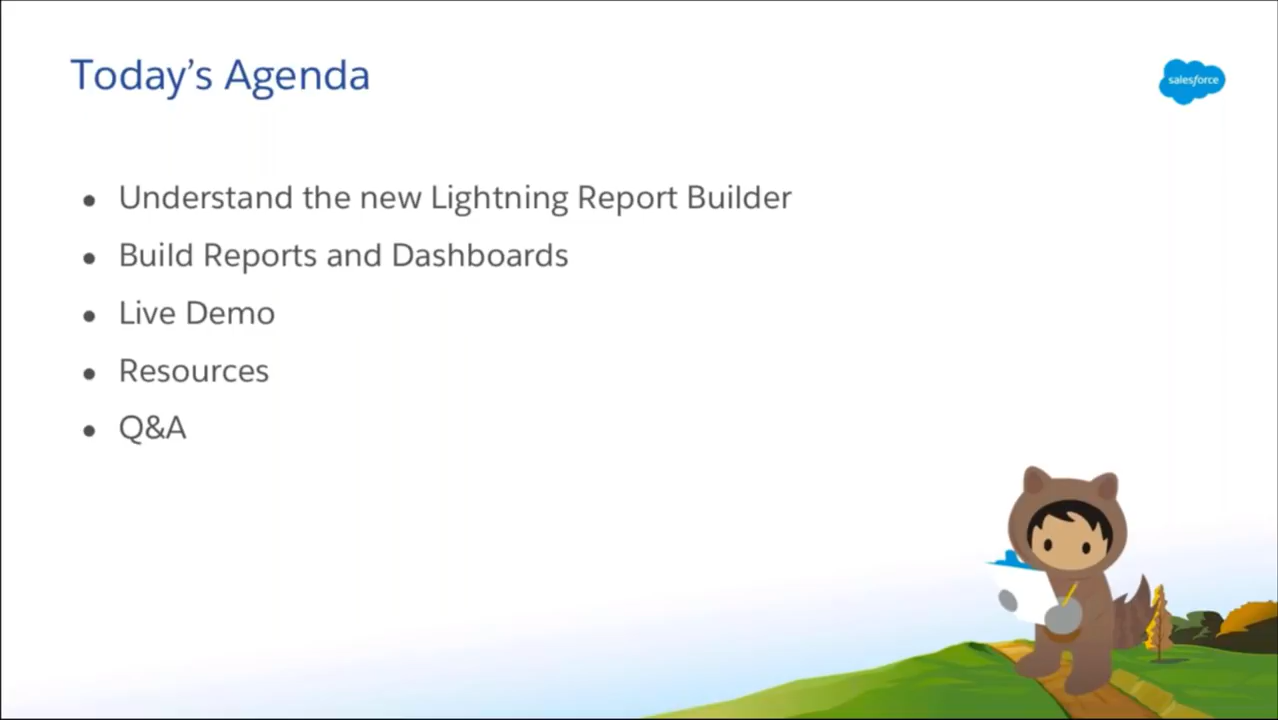 Today’s Agenda
salesforce
● Understand the new Lightning Report Builder
● Build Reports and Dashboards
● Live Demo
● Resources
● Q&A